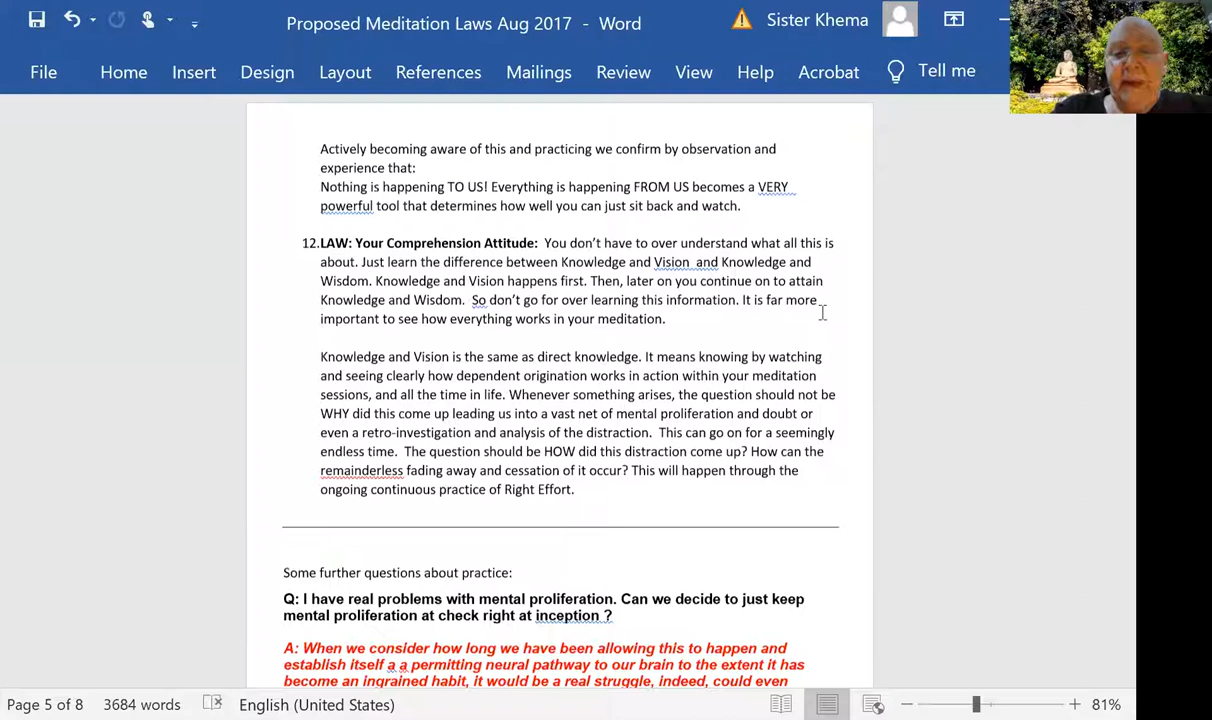 Proposed Meditation Laws Aug 2017 - Word
Sister Khema
File Home Insert Design Layout References Mailings Review View Help Acrobat Tell me
Actively becoming aware of this and practicing we confirm by observation and
experience that:
Nothing is happening TO US! Everything is happening FROM US becomes a VERY
powerful tool that determines how well you can just sit back and watch.
12. LAW: Your Comprehension Attitude: You don't have to over understand what all this is
about. Just learn the difference between Knowledge and Vision and Knowledge and
Wisdom. Knowledge and Vision happens first. Then, later on you continue on to attain
Knowledge and Wisdom. So don't go for over learning this information. It is far more
important to see how everything works in your meditation.
Knowledge and Vision is the same as direct knowledge. It means knowing by watching
and seeing clearly how dependent origination works in action within your meditation
sessions, and all the time in life. Whenever something arises, the question should not be
WHY did this come up leading us into a vast net of mental proliferation and doubt or
even a retro-investigation and analysis of the distraction. This can go on for a seemingly
endless time. The question should be HOW did this distraction come up? How can the
remainderless fading away and cessation of it occur? This will happen through the
ongoing continuous practice of Right Effort.
Some further questions about practice:
Q: I have real problems with mental proliferation. Can we decide to just keep
mental proliferation at check right at inception ?
A: When we consider how long we have been allowing this to happen and
establish itself a a permitting neural pathway to our brain to the extent it has
become an ingrained habit, it would be a real struggle, indeed, could even
Page 5 of 8 3684 words English (United States) 81%